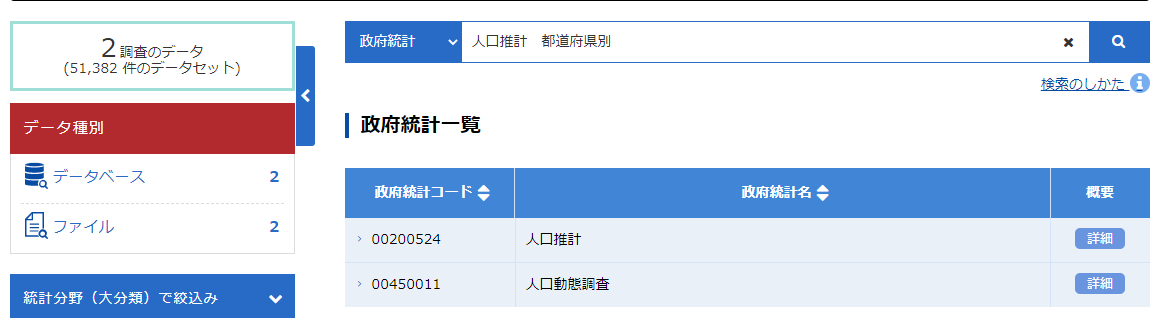 2 調査のデータ
(51,382 件のデータセット)
データ種別
データベース 2
ファイル 2
統計分野（大分類）で絞込み
政府統計 人口推計　都道府県別
検索のしかた
政府統計一覧
政府統計コード 政府統計名 概要
00200524 人口推計 詳細
00450011 人口動態調査 詳細